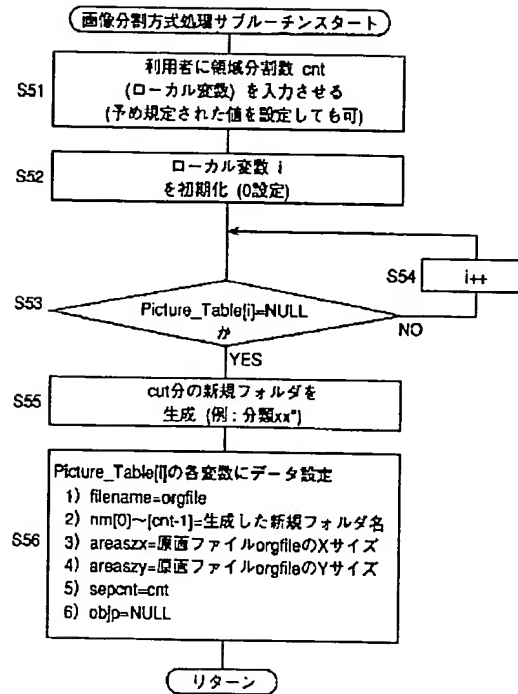 画像分割方式処理サブルーチンスタート
S51
利用者に領域分割数 cnt
(ローカル変数) を入力させる
(予め規定された値を設定しても可)
S52
ローカル変数 i
を初期化 (0設定)
S54
i++
S53
Picture_Table[i]=NULL
か
NO
YES
S55
cut分の新規フォルダを
生成 (例：分類xx")
S56
Picture_Table[i]の各変数にデータ設定
1) filename=orgfile
2) nm[0]～[cnt-1]=生成した新規フォルダ名
3) areaszx=原画ファイルorgfileのXサイズ
4) areaszy=原画ファイルorgfileのYサイズ
5) sepcnt=cnt
6) objp=NULL
リターン